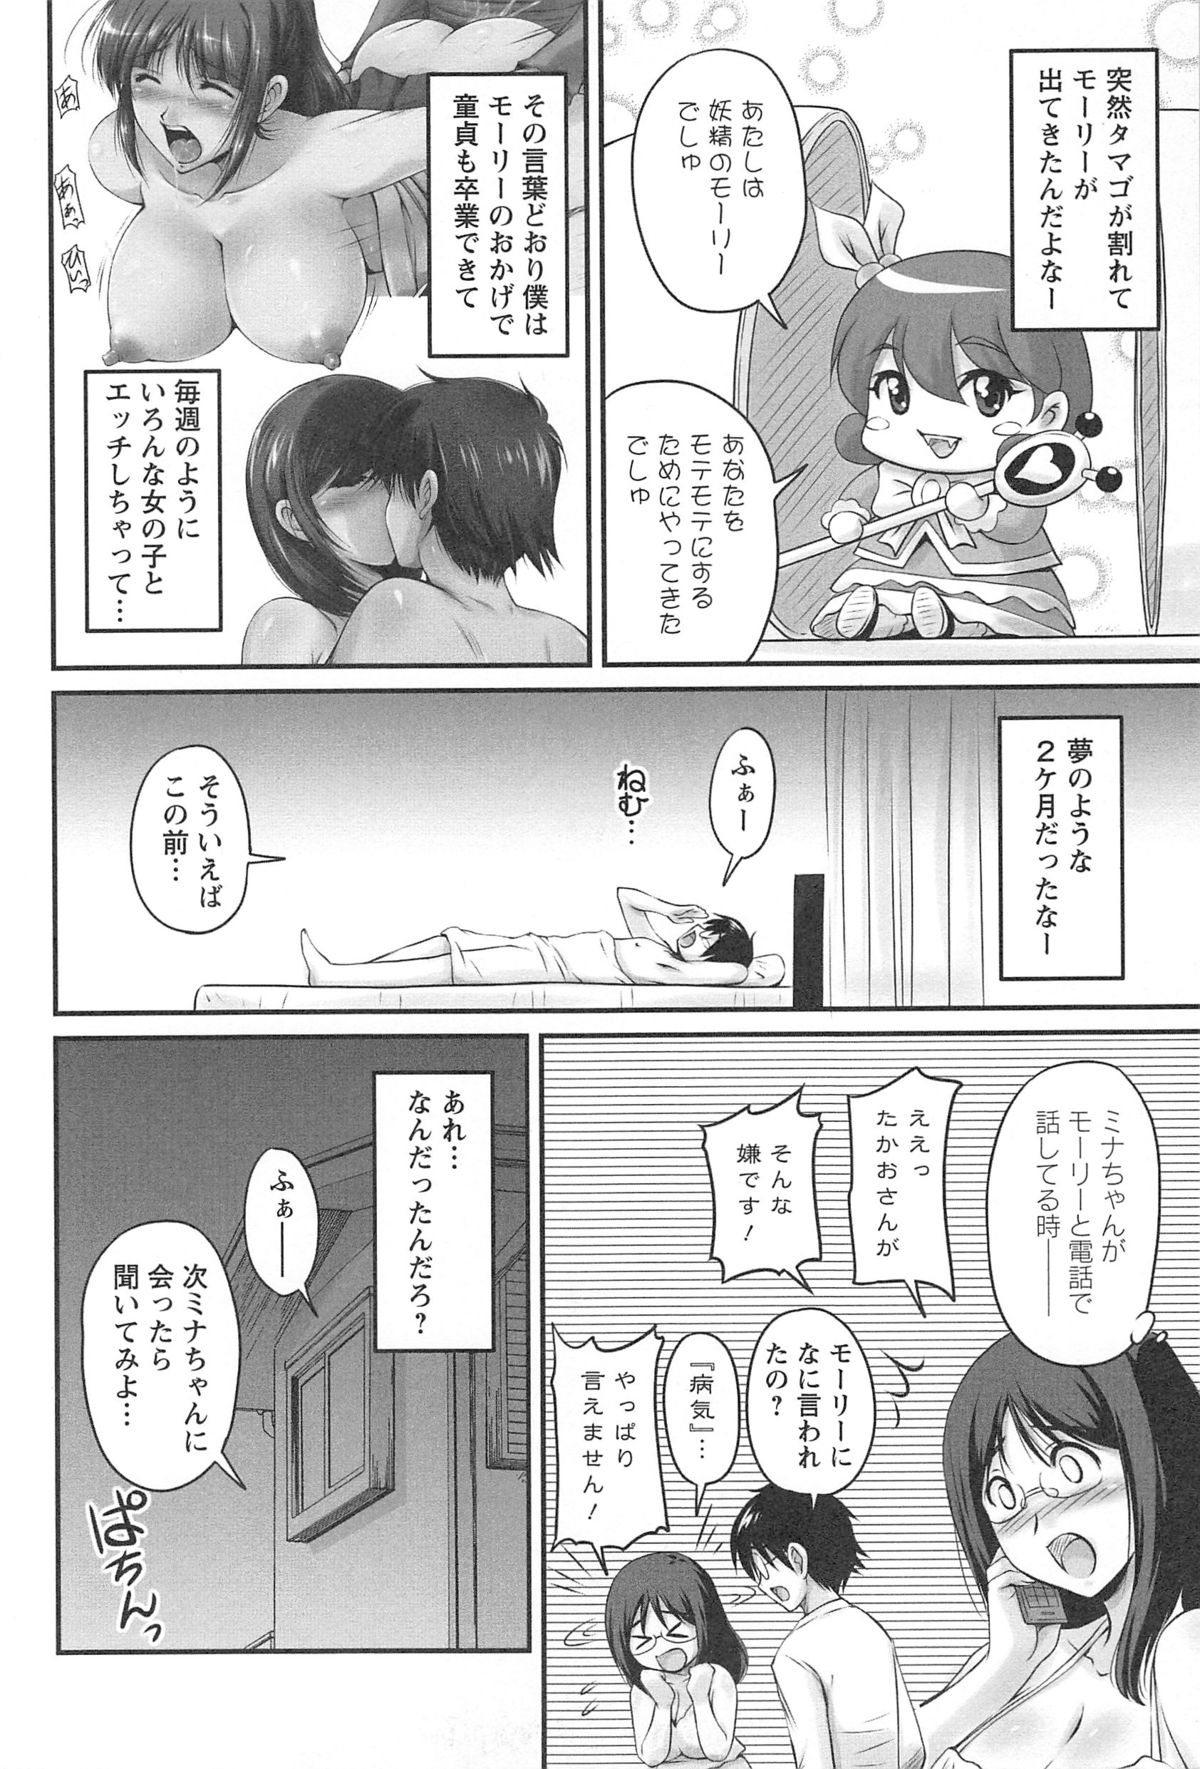 突然タマゴが割れて
モーリーが
出てきたんだよなー
あたしは
妖精のモーリー
でしゅ
あなたを
モテモテにする
ためにやってきた
でしゅ
その言葉どおり僕は
モーリーのおかげで
童貞も卒業できて
あ
あぁっ
ひぃっ
毎週のように
いろんな女の子と
エッチしちゃって…
夢のような
2ケ月だったなー
ふぁー
ねむ…
そういえば
この前…
ミナちゃんが
モーリーと電話で
話してる時――
ええっ
たかおさんが
そんな
嫌です!
モーリーに
なに言われ
たの?
『病気』…
やっぱり
言えません!
あれ…
なんだったんだろ?
ふぁ――
次ミナちゃんに
会ったら
聞いてみよ…
ぱちんっ